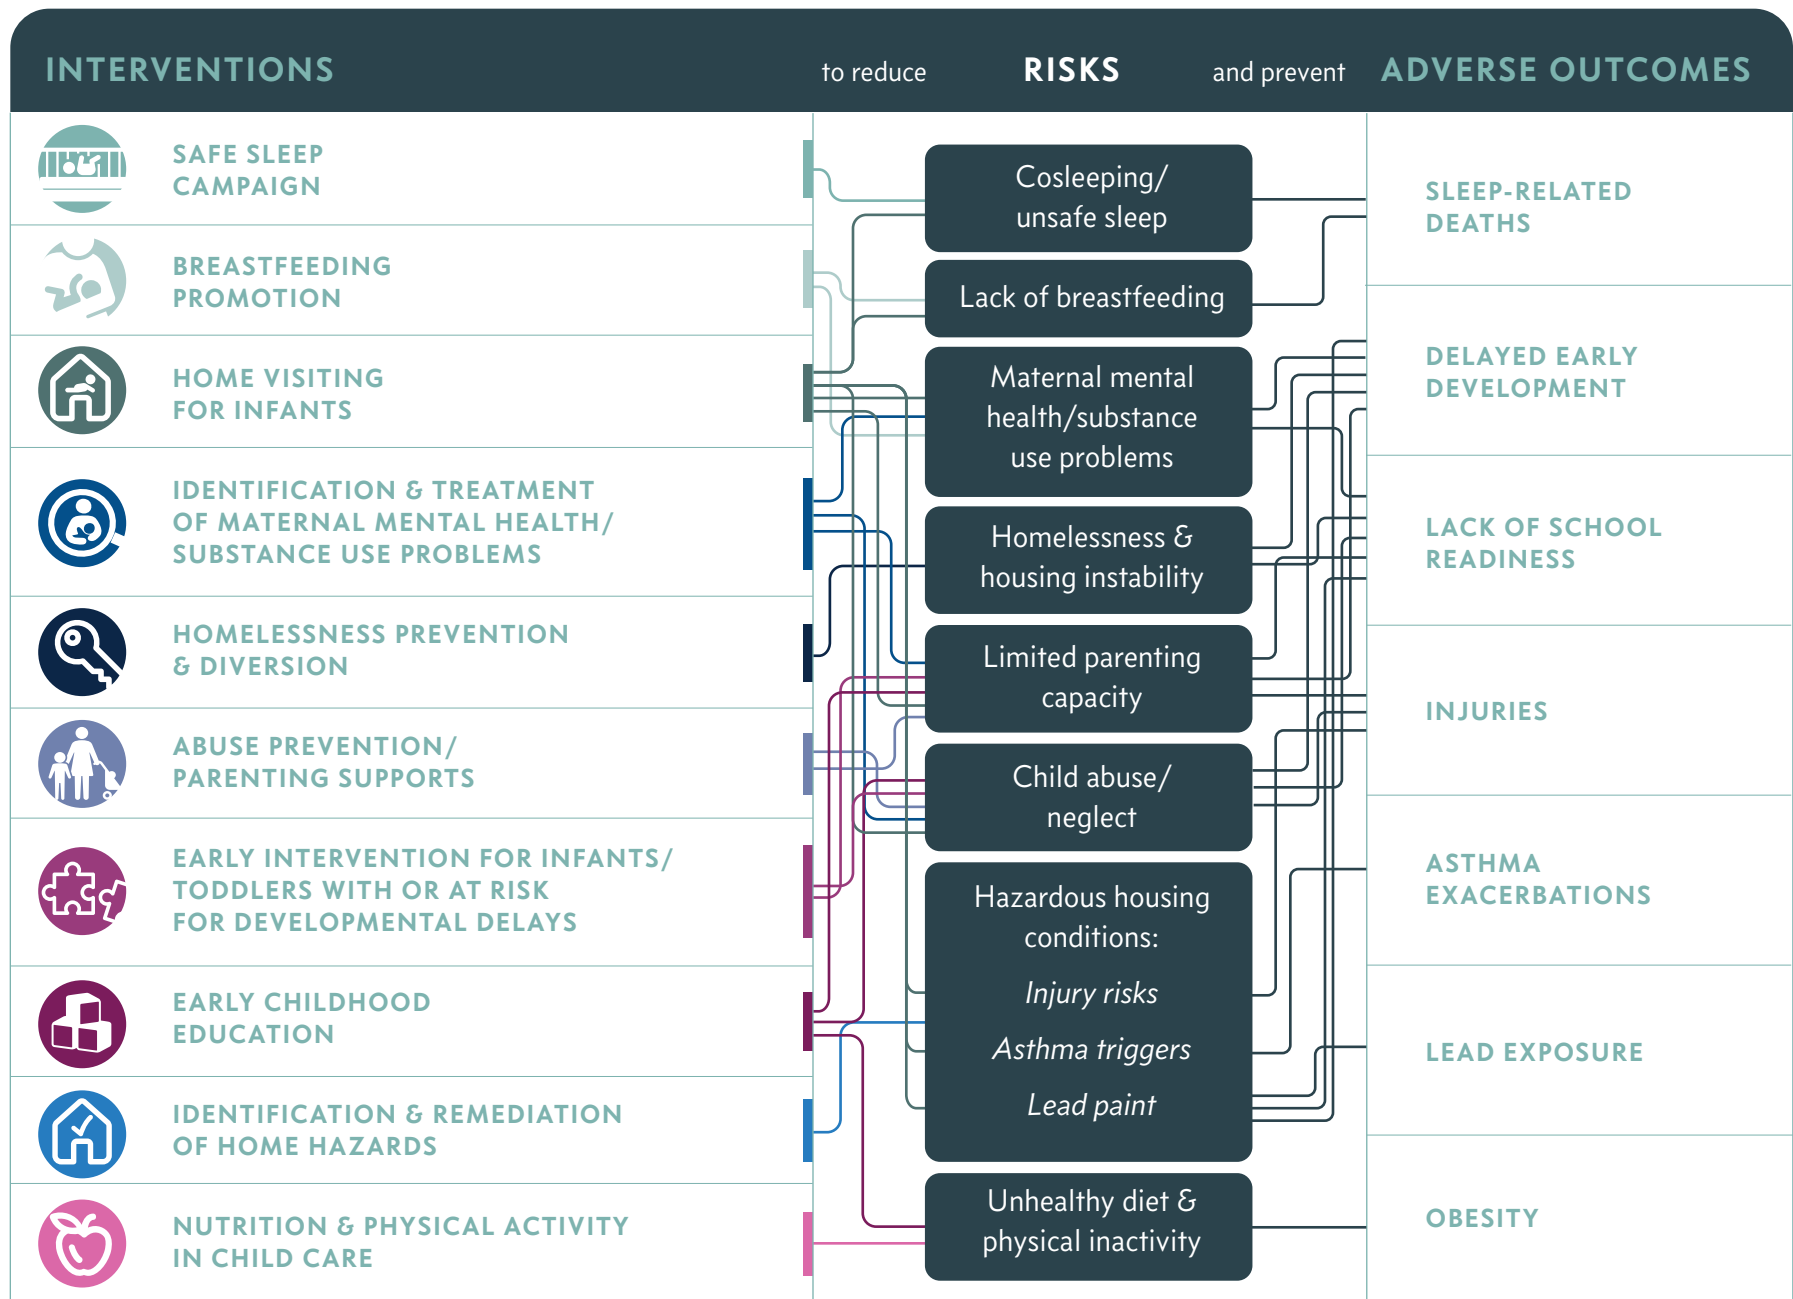 INTERVENTIONS to reduce RISKS and prevent ADVERSE OUTCOMES
SAFE SLEEP
CAMPAIGN
BREASTFEEDING
PROMOTION
HOME VISITING
FOR INFANTS
IDENTIFICATION & TREATMENT
OF MATERNAL MENTAL HEALTH/
SUBSTANCE USE PROBLEMS
HOMELESSNESS PREVENTION
& DIVERSION
ABUSE PREVENTION/
PARENTING SUPPORTS
EARLY INTERVENTION FOR INFANTS/
TODDLERS WITH OR AT RISK
FOR DEVELOPMENTAL DELAYS
EARLY CHILDHOOD
EDUCATION
IDENTIFICATION & REMEDIATION
OF HOME HAZARDS
NUTRITION & PHYSICAL ACTIVITY
IN CHILD CARE
Cosleeping/
unsafe sleep
Lack of breastfeeding
Maternal mental
health/substance
use problems
Homelessness &
housing instability
Limited parenting
capacity
Child abuse/
neglect
Hazardous housing
conditions:
Injury risks
Asthma triggers
Lead paint
Unhealthy diet &
physical inactivity
SLEEP-RELATED
DEATHS
DELAYED EARLY
DEVELOPMENT
LACK OF SCHOOL
READINESS
INJURIES
ASTHMA
EXACERBATIONS
LEAD EXPOSURE
OBESITY